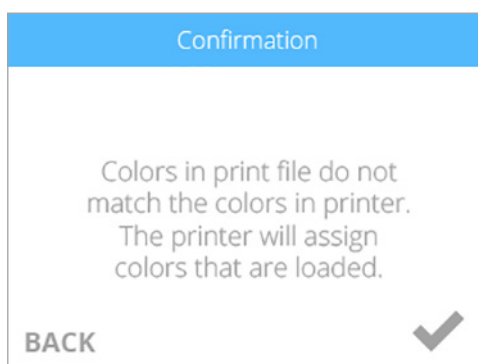 Confirmation
Colors in print file do not
match the colors in printer.
The printer will assign
colors that are loaded.
BACK